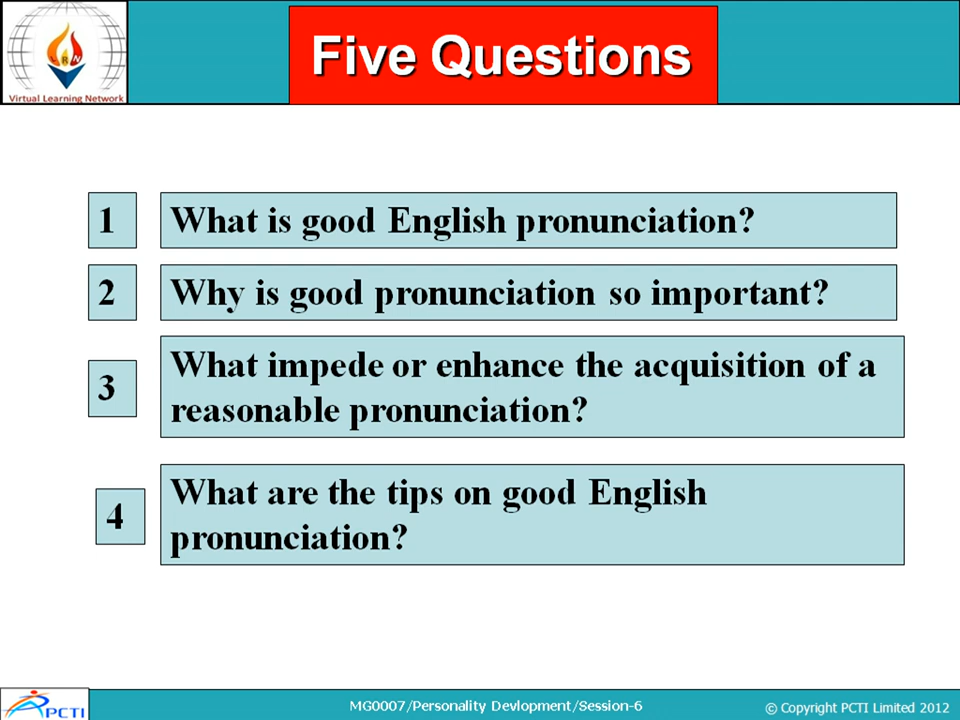 Five Questions
RN
Virtual Learning Network
1 What is good English pronunciation?
2 Why is good pronunciation so important?
3 What impede or enhance the acquisition of a
reasonable pronunciation?
4 What are the tips on good English
pronunciation?
PCTI
MG0007/Personality Devlopment/Session-6
© Copyright PCTI Limited 2012